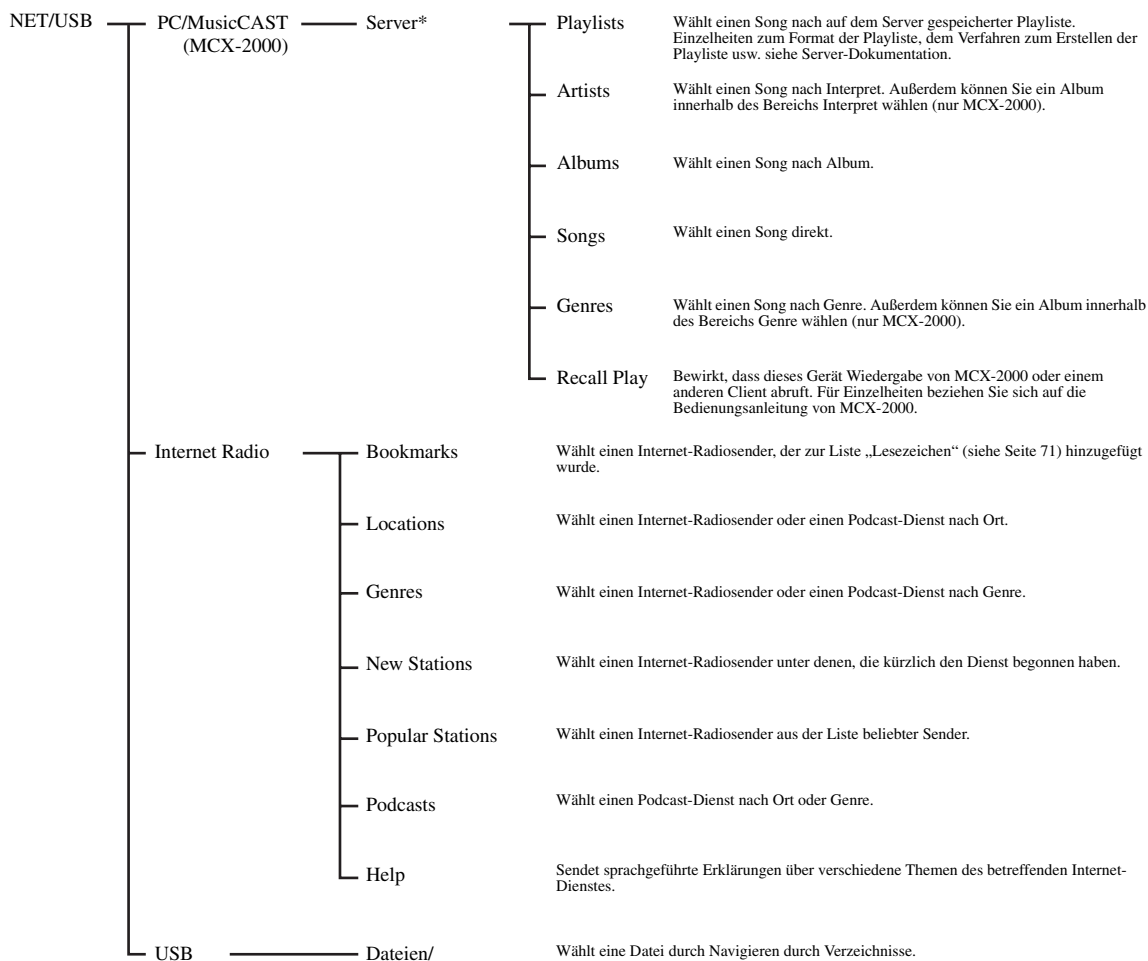 NET/USB PC/MusicCAST Server* Playlists Wählt einen Song nach auf dem Server gespeicherter Playliste.
(MCX-2000) Einzelheiten zum Format der Playliste, dem Verfahren zum Erstellen der
Playliste usw. siehe Server-Dokumentation.
Artists Wählt einen Song nach Interpret. Außerdem können Sie ein Album
innerhalb des Bereichs Interpret wählen (nur MCX-2000).
Albums Wählt einen Song nach Album.
Songs Wählt einen Song direkt.
Genres Wählt einen Song nach Genre. Außerdem können Sie ein Album innerhalb
des Bereichs Genre wählen (nur MCX-2000).
Recall Play Bewirkt, dass dieses Gerät Wiedergabe von MCX-2000 oder einem
anderen Client abruft. Für Einzelheiten beziehen Sie sich auf die
Bedienungsanleitung von MCX-2000.
Internet Radio Bookmarks Wählt einen Internet-Radiosender, der zur Liste „Lesezeichen“ (siehe Seite 71) hinzugefügt
wurde.
Locations Wählt einen Internet-Radiosender oder einen Podcast-Dienst nach Ort.
Genres Wählt einen Internet-Radiosender oder einen Podcast-Dienst nach Genre.
New Stations Wählt einen Internet-Radiosender unter denen, die kürzlich den Dienst begonnen haben.
Popular Stations Wählt einen Internet-Radiosender aus der Liste beliebter Sender.
Podcasts Wählt einen Podcast-Dienst nach Ort oder Genre.
Help Sendet sprachgeführte Erklärungen über verschiedene Themen des betreffenden Internet-
Dienstes.
USB Dateien/ Wählt eine Datei durch Navigieren durch Verzeichnisse.